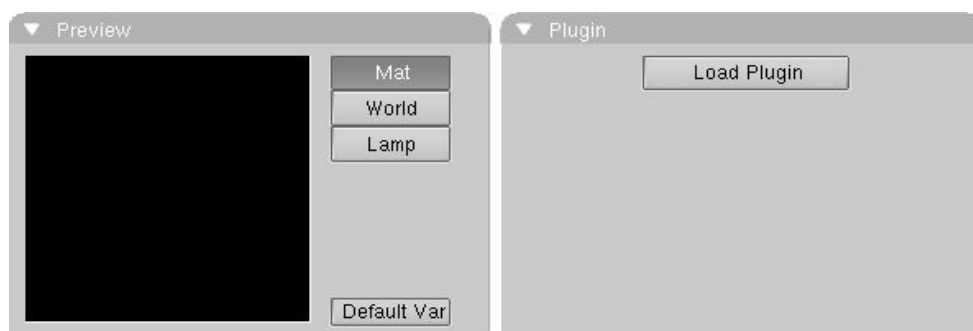 Preview
Mat
World
Lamp
Default Var
Plugin
Load Plugin